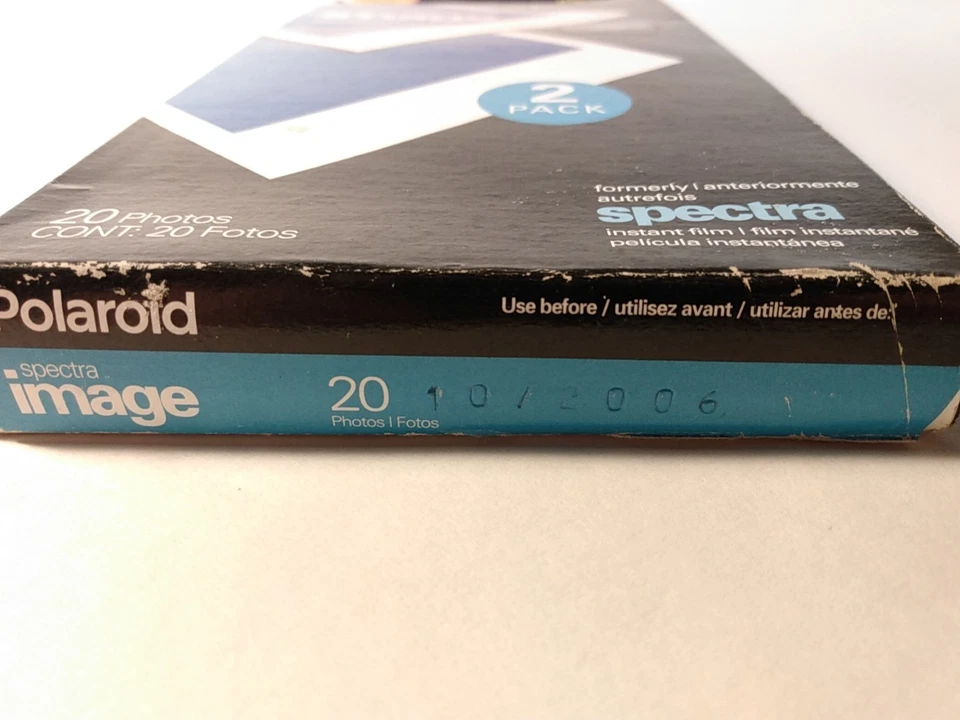 2
PACK
formerly | anteriormente
autrefois
spectra
instant film | film instantané
película instantánea
20 Photos
CONT: 20 Fotos
Polaroid
Use before / utilisez avant / utilizar antes de:
spectra
image
20
Photos | Fotos
10/2006